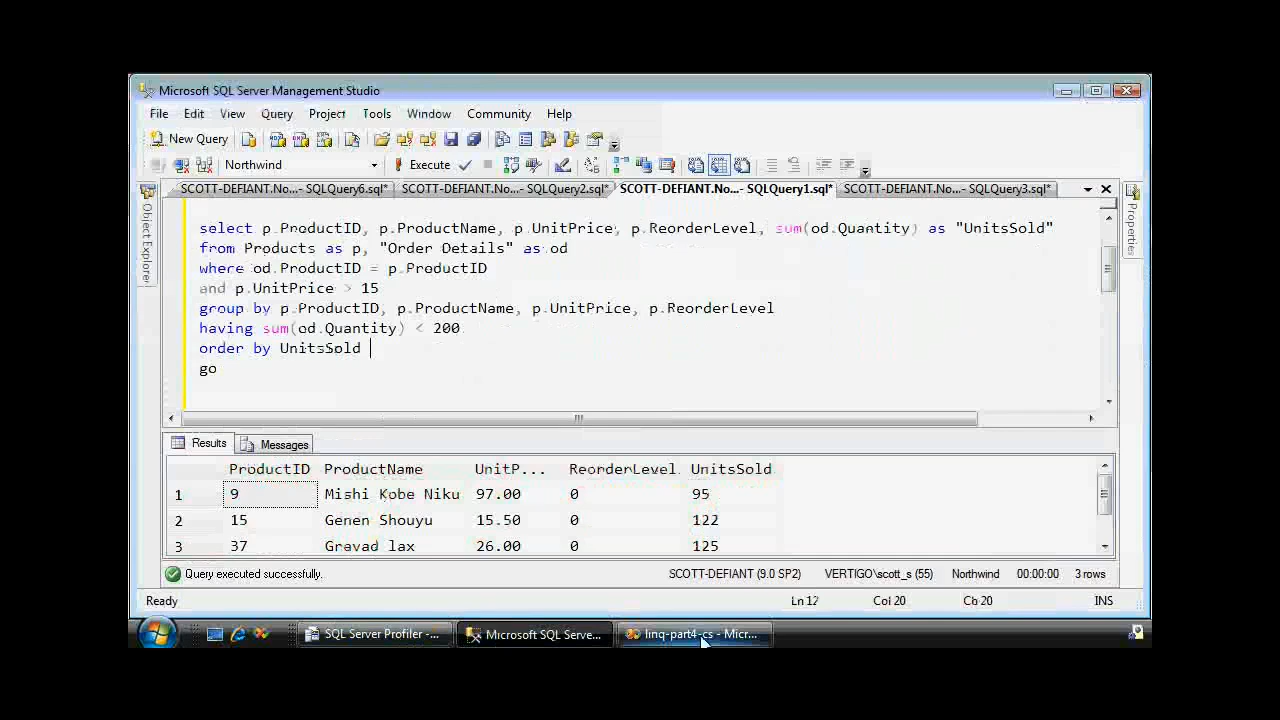 Microsoft SQL Server Management Studio
File Edit View Query Project Tools Window Community Help
New Query
Northwind Execute
SCOTT-DEFIANT.No...- SQLQuery6.sql* SCOTT-DEFIANT.No...- SQLQuery2.sql* SCOTT-DEFIANT.No...- SQLQuery1.sql* SCOTT-DEFIANT.No...- SQLQuery3.sql*
Object Explorer
Properties
select p.ProductID, p.ProductName, p.UnitPrice, p.ReorderLevel, sum(od.Quantity) as "UnitsSold"
from Products as p, "Order Details" as od
where od.ProductID = p.ProductID
and p.UnitPrice > 15
group by p.ProductID, p.ProductName, p.UnitPrice, p.ReorderLevel
having sum(od.Quantity) < 200
order by UnitsSold
go
Results Messages
ProductID ProductName UnitP... ReorderLevel UnitsSold
1 9 Mishi Kobe Niku 97.00 0 95
2 15 Genen Shouyu 15.50 0 122
3 37 Gravad lax 26.00 0 125
Query executed successfully. SCOTT-DEFIANT (9.0 SP2) VERTIGO\scott_s (55) Northwind 00:00:00 3 rows
Ready Ln 12 Col 20 Ch 20 INS
SQL Server Profiler -... Microsoft SQL Serve... linq-part4-cs - Micr...